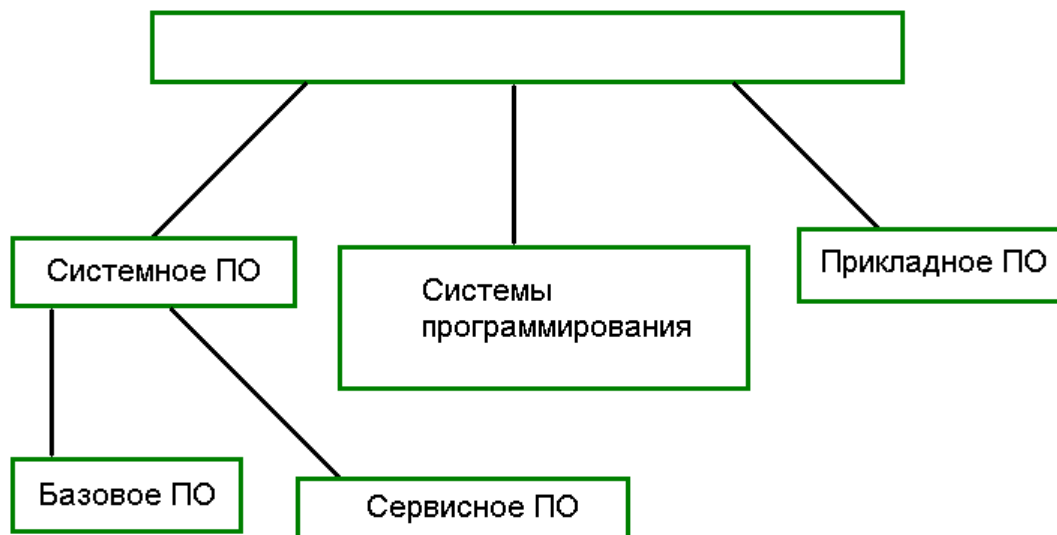 Системное ПО
Системы
программирования
Прикладное ПО
Базовое ПО
Сервисное ПО